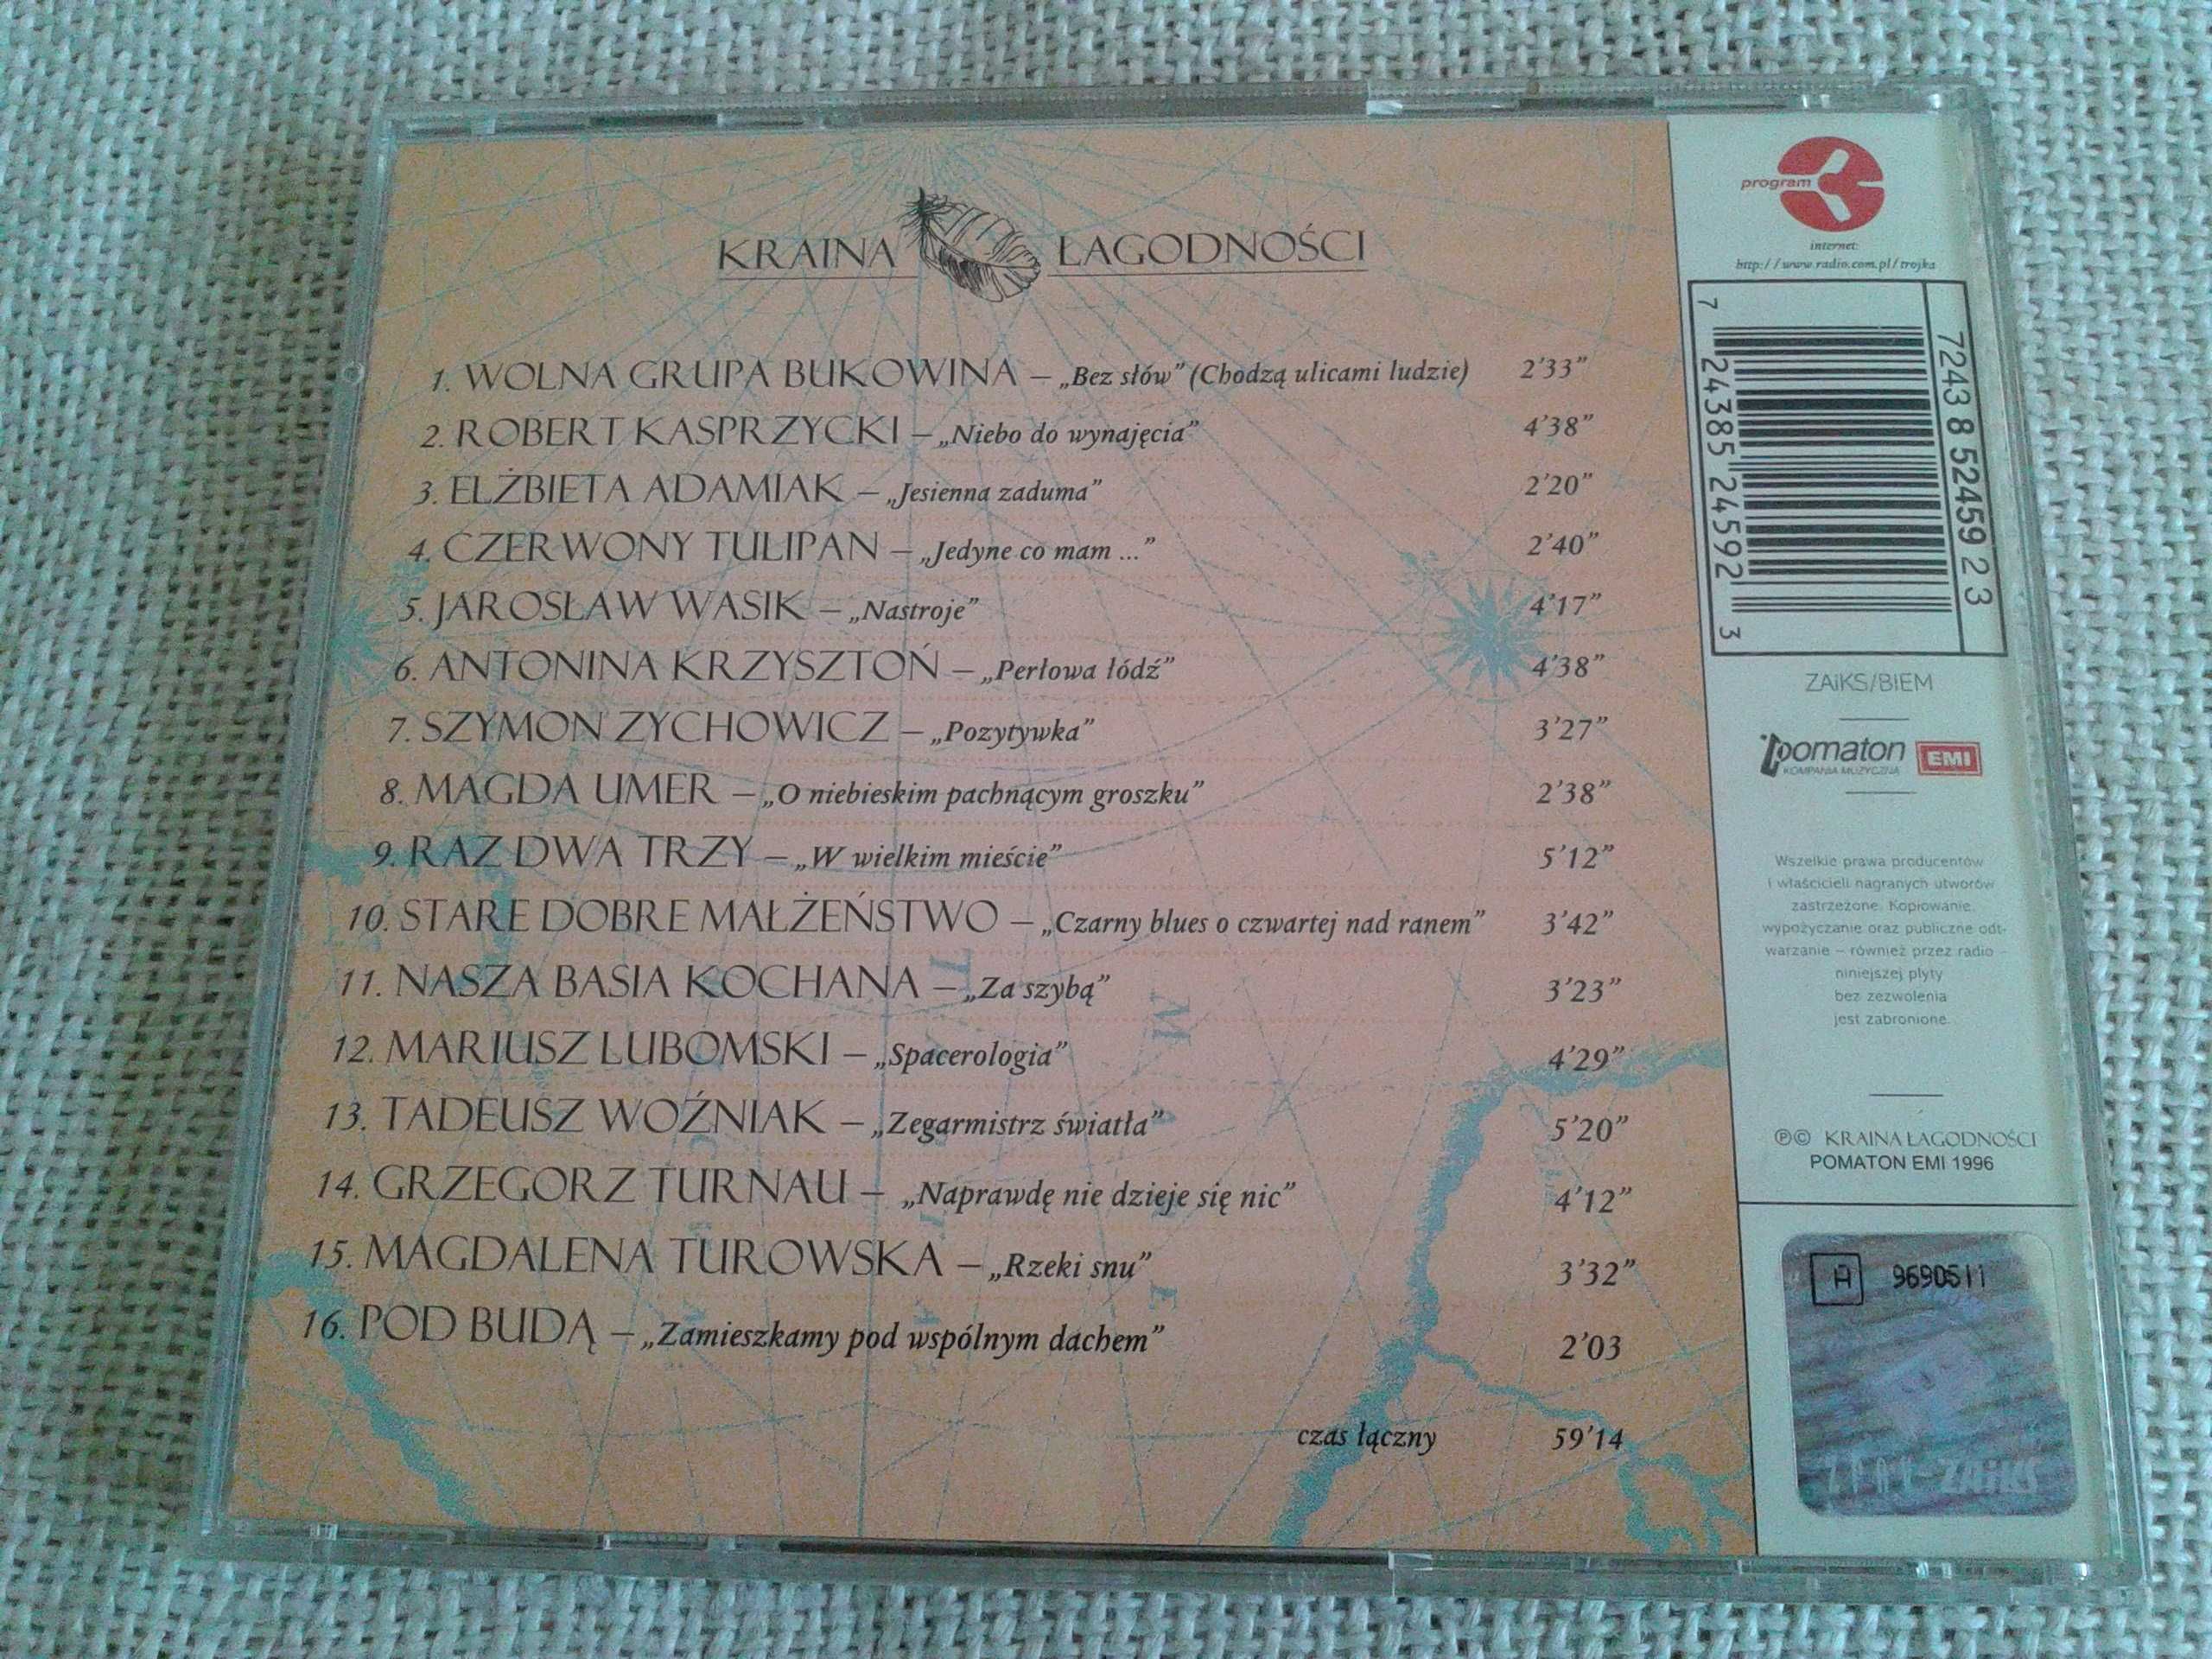 KRAINA ŁAGODNOŚCI
1. WOLNA GRUPA BUKOWINA – „Bez słów” (Chodzą ulicami ludzie) 2’33”
2. ROBERT KASPRZYCKI – „Niebo do wynajęcia” 4’38”
3. ELŻBIETA ADAMIAK – „Jesienna zaduma” 2’20”
4. CZERWONY TULIPAN – „Jedyne co mam ...” 2’40”
5. JAROSŁAW WASIK – „Nastroje” 4’17”
6. ANTONINA KRZYSZTOŃ – „Perłowa łódź” 4’38”
7. SZYMON ZYCHOWICZ – „Pozytywka” 3’27”
8. MAGDA UMER – „O niebieskim pachnącym groszku” 2’38”
9. RAZ DWA TRZY – „W wielkim mieście” 5’12”
10. STARE DOBRE MAŁŻEŃSTWO – „Czarny blues o czwartej nad ranem” 3’42”
11. NASZA BASIA KOCHANA – „Za szybą” 3’23”
12. MARIUSZ LUBOMSKI – „Spacerologia” 4’29”
13. TADEUSZ WOŹNIAK – „Zegarmistrz światła” 5’20”
14. GRZEGORZ TURNAU – „Naprawdę nie dzieje się nic” 4’12”
15. MAGDALENA TUROWSKA – „Rzeki snu” 3’32”
16. POD BUDĄ – „Zamieszkamy pod wspólnym dachem” 2’03
czas łączny 59’14
program
internet:
http://www.radio.com.pl/trojka
7243 8 52459 2 3
7 24385 24592 3
ZAiKS/BIEM
pomaton EMI
KOMPANIA MUZYCZNA
Wszelkie prawa producentów
i właścicieli nagranych utworów
zastrzeżone. Kopiowanie,
wypożyczanie oraz publiczne odt-
warzanie – również przez radio –
niniejszej płyty
bez zezwolenia
jest zabronione.
℗© KRAINA ŁAGODNOŚCI
POMATON EMI 1996
A 9690511
ZPAV-ZAiKS